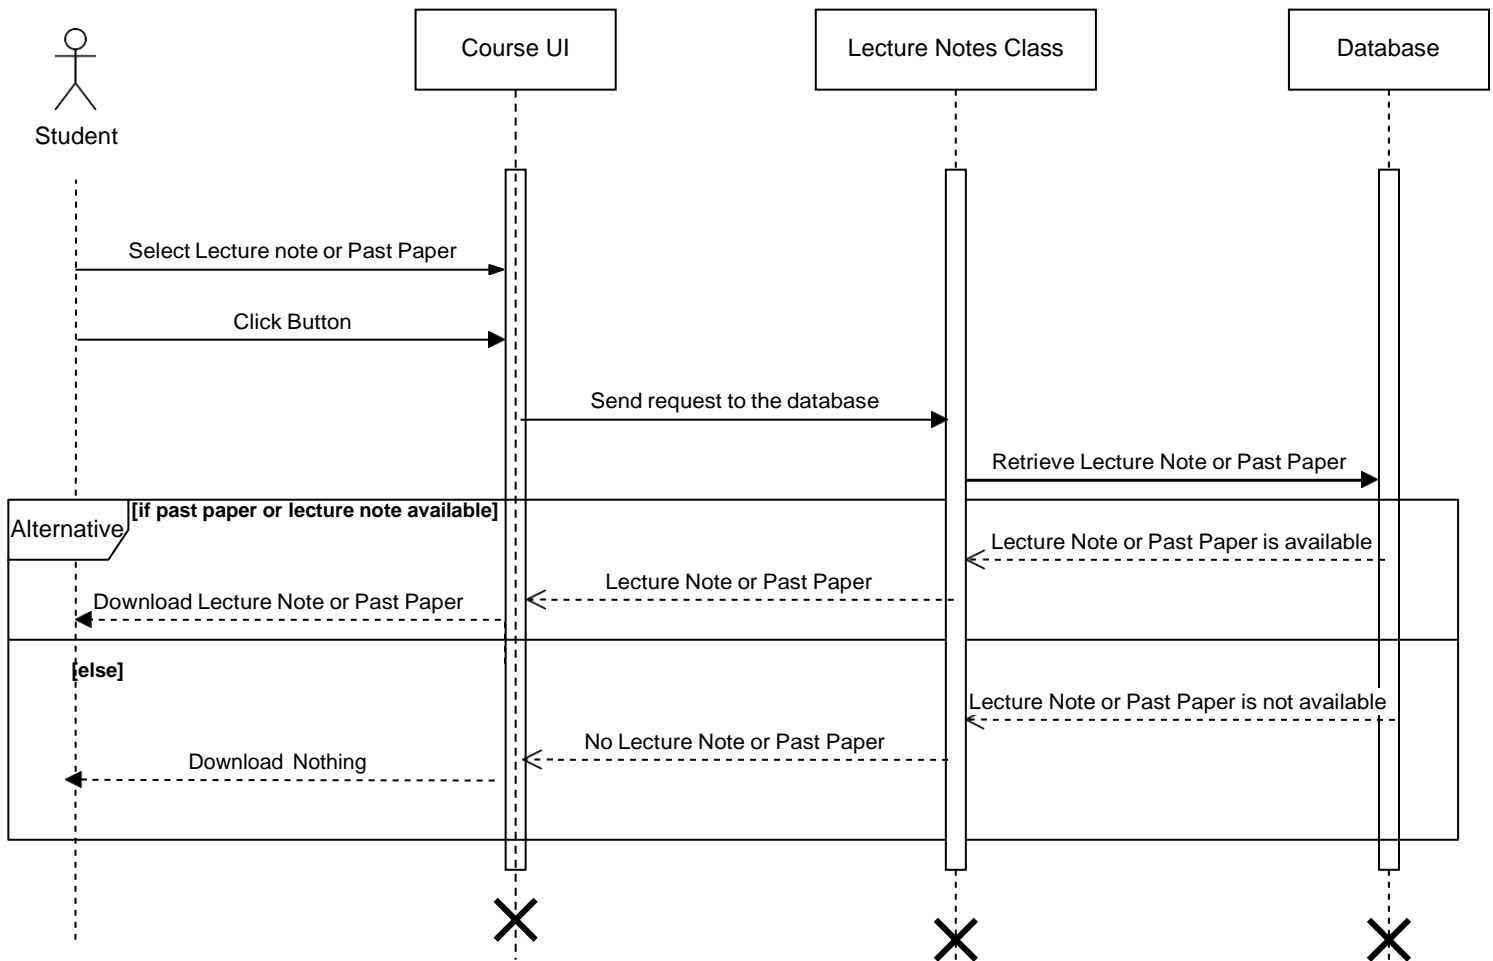 Course UI
Lecture Notes Class
Database
Student
Select Lecture note or Past Paper
Click Button
Send request to the database
Retrieve Lecture Note or Past Paper
[if past paper or lecture note available]
Alternative
Lecture Note or Past Paper is available
Lecture Note or Past Paper
Download Lecture Note or Past Paper
[else]
Lecture Note or Past Paper is not available
No Lecture Note or Past Paper
Download Nothing